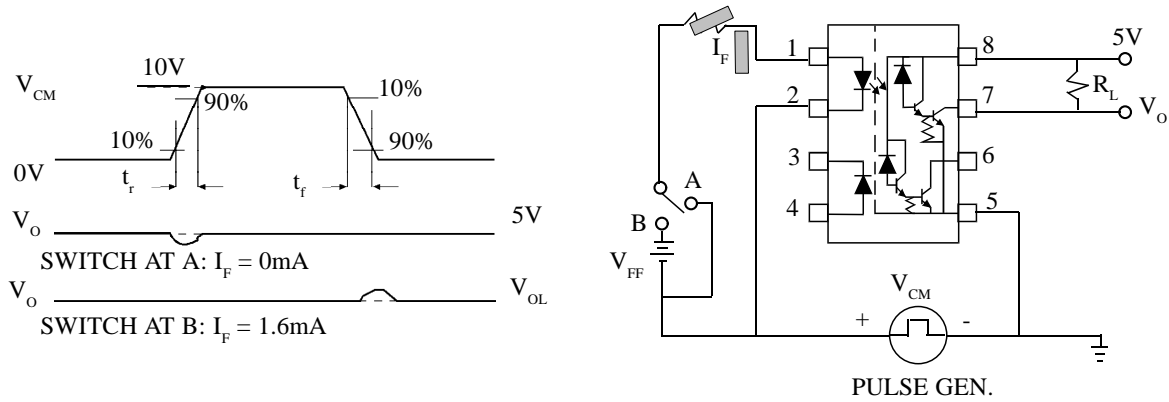 10V
V_CM
90%
10%
10%
90%
0V
t_r
t_f
V_O
5V
SWITCH AT A: I_F = 0mA
V_O
V_OL
SWITCH AT B: I_F = 1.6mA
I_F
1
2
3
4
8
7
6
5
5V
R_L
V_O
A
B
V_FF
V_CM
+
-
PULSE GEN.